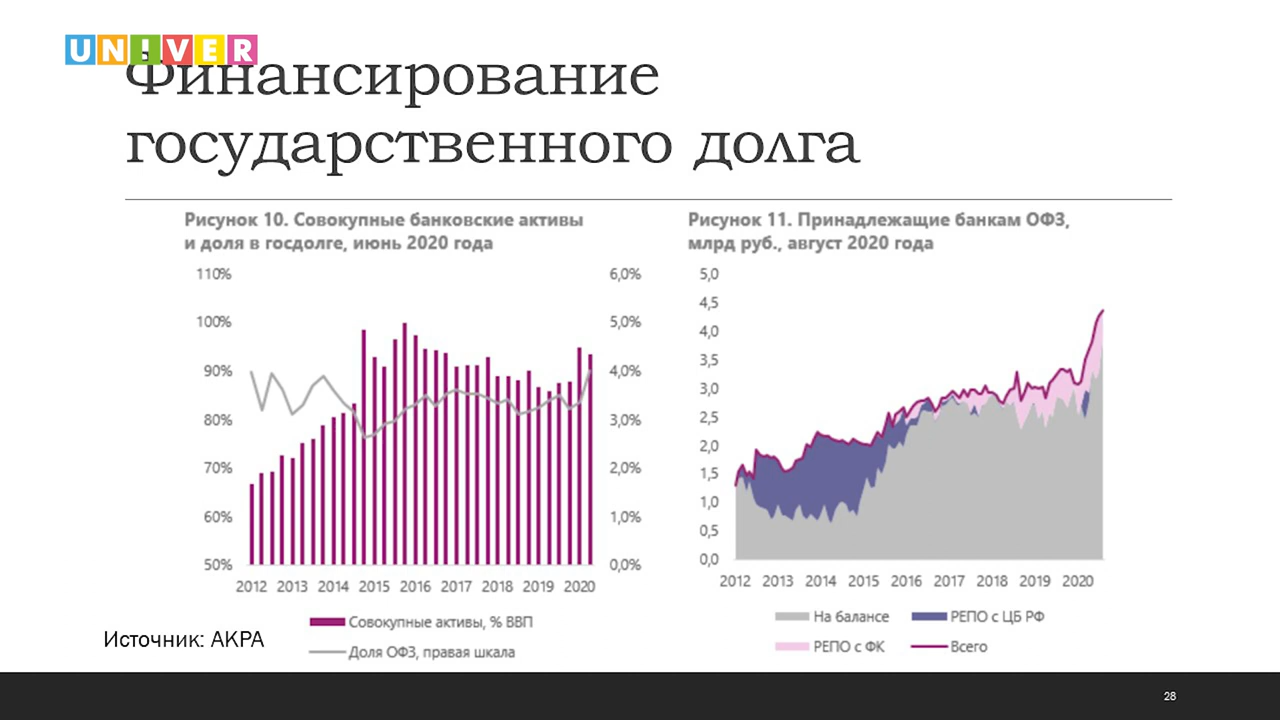 UNIVER
Финансирование
государственного долга
Рисунок 10. Совокупные банковские активы
и доля в госдолге, июнь 2020 года
110%
100%
90%
80%
70%
60%
50%
6,0%
5,0%
4,0%
3,0%
2,0%
1,0%
0,0%
2012 2013 2014 2015 2016 2017 2018 2019 2020
Совокупные активы, % ВВП
Доля ОФЗ, правая шкала
Рисунок 11. Принадлежащие банкам ОФЗ,
млрд руб., август 2020 года
5,0
4,5
4,0
3,5
3,0
2,5
2,0
1,5
1,0
0,5
0,0
2012 2013 2014 2015 2016 2017 2018 2019 2020
На балансе РЕПО с ЦБ РФ
РЕПО с ФК Всего
Источник: АКРА
28